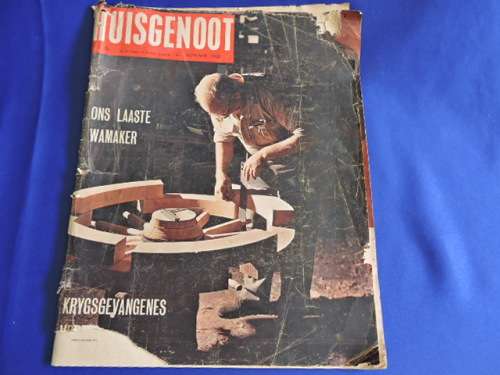 HUISGENOOT
ONS LAASTE
WAMAKER
KRYGSGEVANGENES